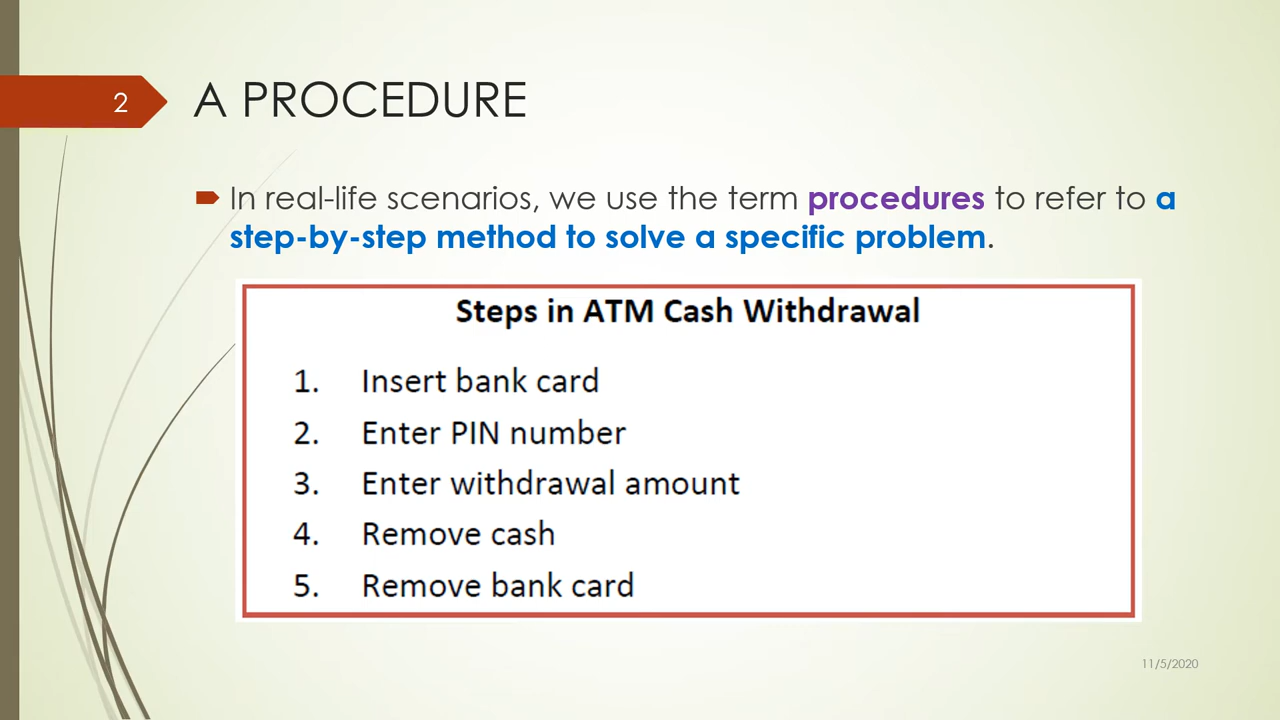 2
A PROCEDURE
In real-life scenarios, we use the term procedures to refer to a
step-by-step method to solve a specific problem.
Steps in ATM Cash Withdrawal
1. Insert bank card
2. Enter PIN number
3. Enter withdrawal amount
4. Remove cash
5. Remove bank card
11/5/2020